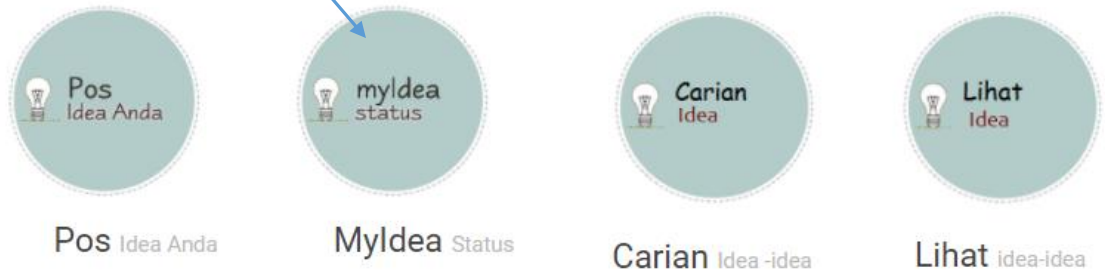 Pos
Idea Anda
myIdea
status
Carian
Idea
Lihat
Idea
Pos Idea Anda
MyIdea Status
Carian Idea -idea
Lihat idea-idea